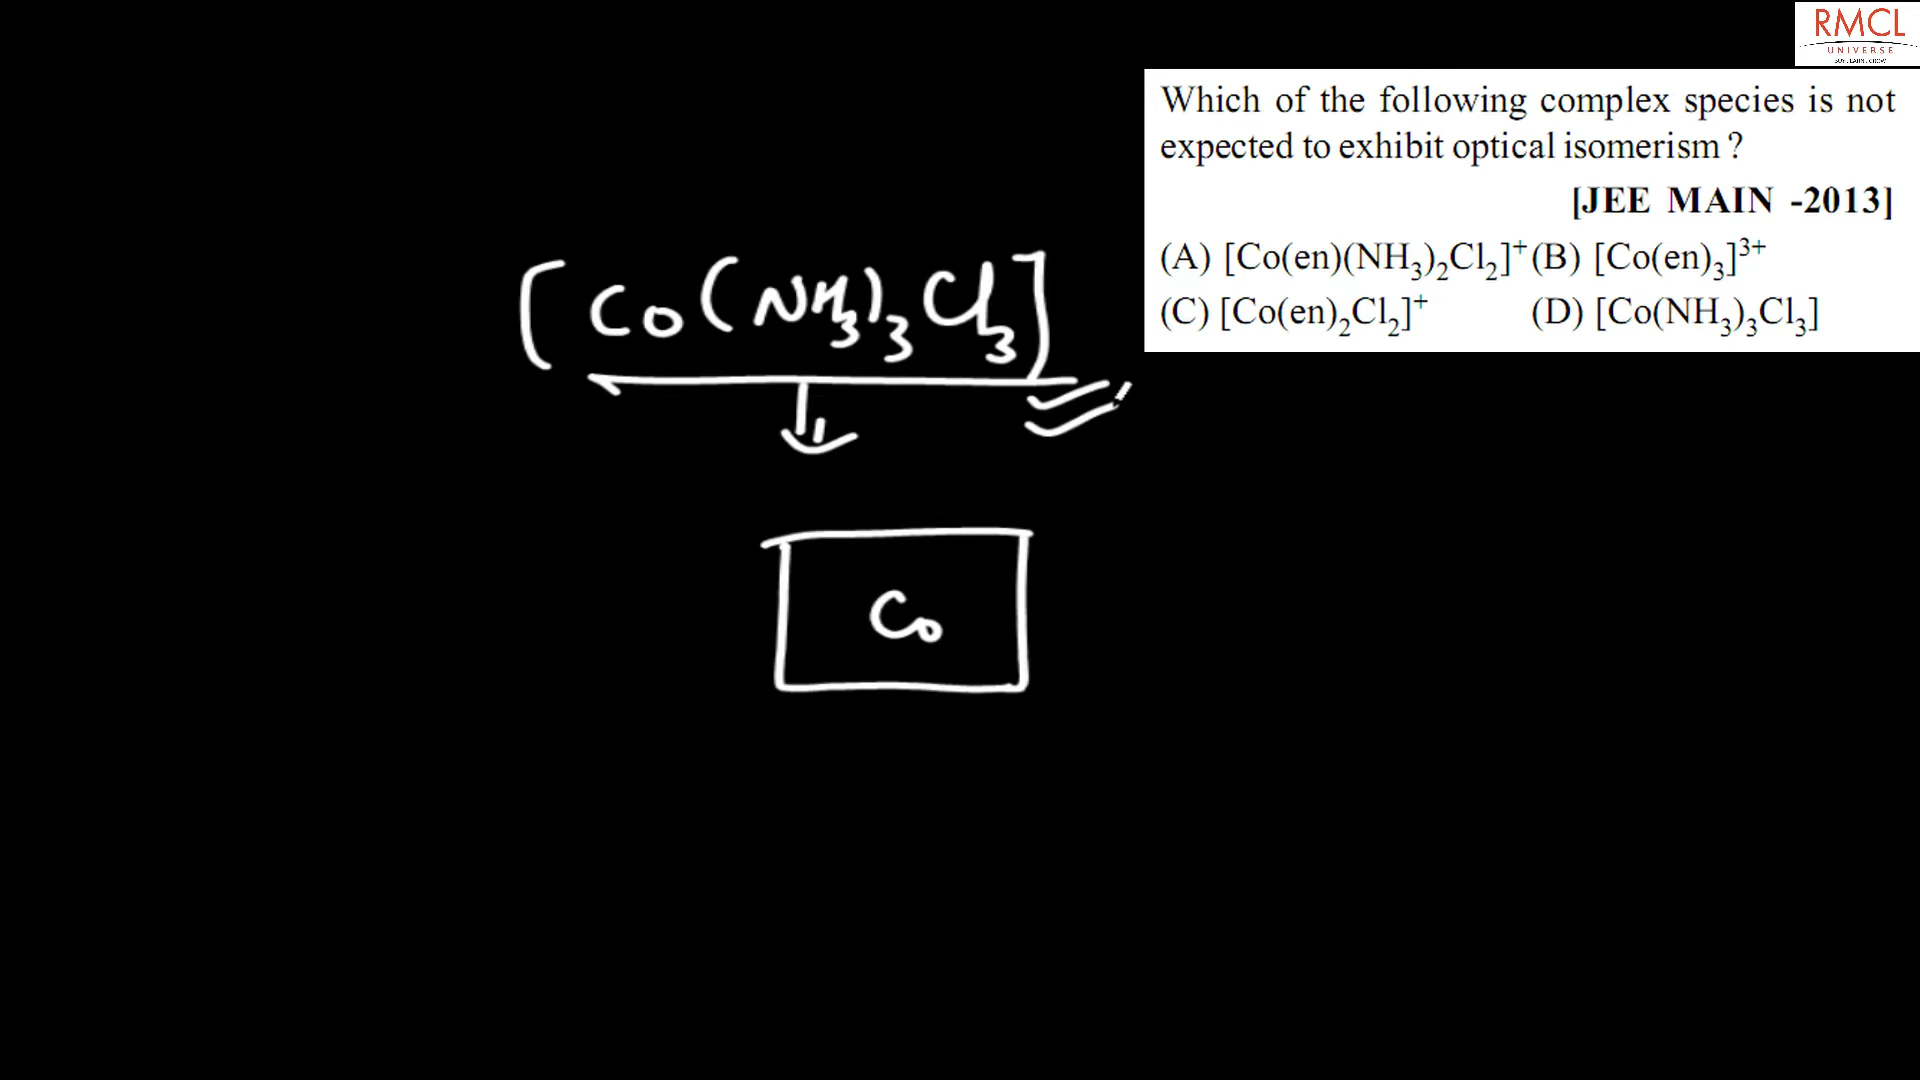 RMCL
UNIVERSE
Which of the following complex species is not
expected to exhibit optical isomerism ?
[JEE MAIN -2013]
(A) [Co(en)(NH₃)₂Cl₂]⁺ (B) [Co(en)₃]³⁺
(C) [Co(en)₂Cl₂]⁺ (D) [Co(NH₃)₃Cl₃]
[Co(NH₃)₃Cl₃]
Co